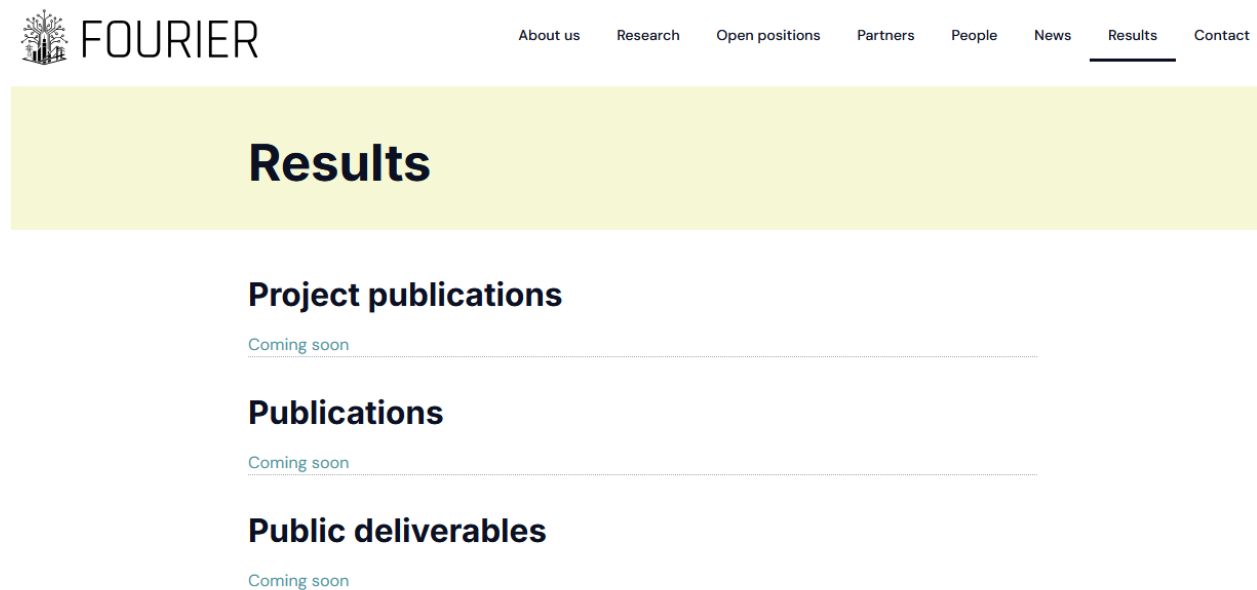 FOURIER
About us Research Open positions Partners People News Results Contact
Results
Project publications
Coming soon
Publications
Coming soon
Public deliverables
Coming soon